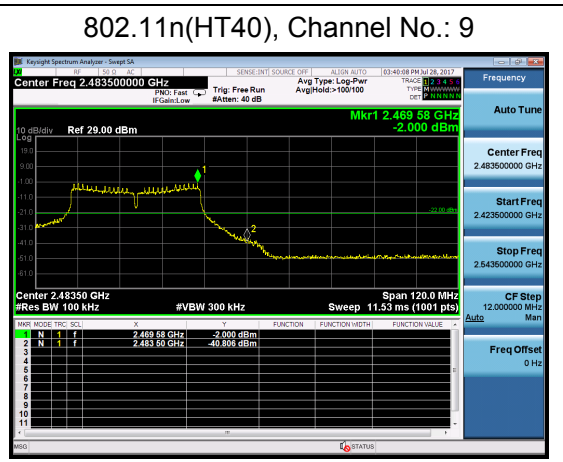 802.11n(HT40), Channel No.: 9
Keysight Spectrum Analyzer - Swept SA
RF 50 Ω AC SENSE:INT SOURCE OFF ALIGN AUTO 03:40:08 PM Jul 28, 2017
Center Freq 2.483500000 GHz
PNO: Fast
IFGain:Low
Trig: Free Run
#Atten: 40 dB
Avg Type: Log-Pwr
Avg|Hold:>100/100
TRACE 1 2 3 4 5 6
TYPE M W W W W W
DET P N N N N N
Mkr1 2.469 58 GHz
-2.000 dBm
10 dB/div Ref 29.00 dBm
Log
19.0
9.00
-1.00
-11.0
-21.0
-31.0
-41.0
-51.0
-61.0
1
2
-22.00 dBm
Center 2.48350 GHz Span 120.0 MHz
#Res BW 100 kHz #VBW 300 kHz Sweep 11.53 ms (1001 pts)
MKR MODE TRC SCL X Y FUNCTION FUNCTION WIDTH FUNCTION VALUE
1 N 1 f 2.469 58 GHz -2.000 dBm
2 N 1 f 2.483 50 GHz -40.806 dBm
3
4
5
6
7
8
9
10
11
MSG STATUS
Frequency
Auto Tune
Center Freq
2.483500000 GHz
Start Freq
2.423500000 GHz
Stop Freq
2.543500000 GHz
CF Step
12.000000 MHz
Auto Man
Freq Offset
0 Hz